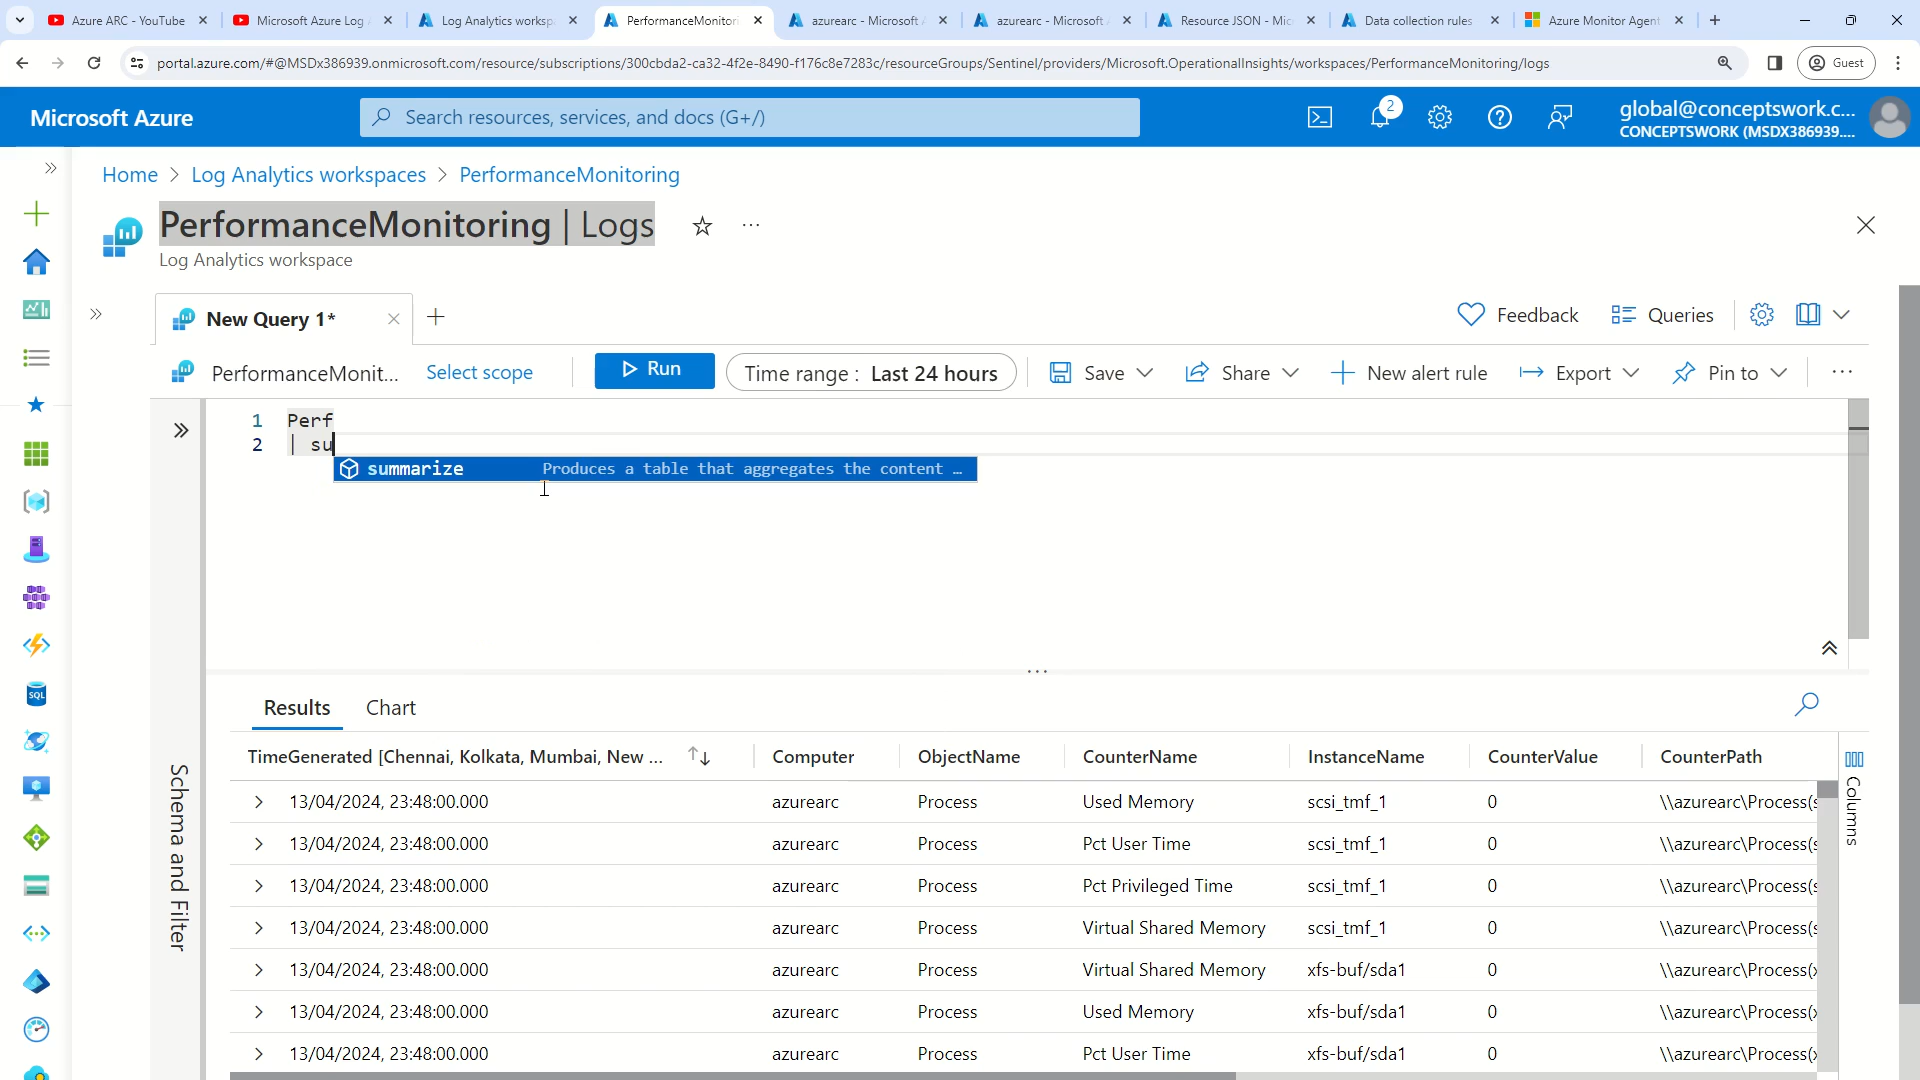 Azure ARC - YouTube
Microsoft Azure Log
Log Analytics worksp
PerformanceMonitori
azurearc - Microsoft
azurearc - Microsoft
Resource JSON - Mic
Data collection rules
Azure Monitor Agent
portal.azure.com/#@MSDx386939.onmicrosoft.com/resource/subscriptions/300cbda2-ca32-4f2e-8490-f176c8e7283c/resourceGroups/Sentinel/providers/Microsoft.OperationalInsights/workspaces/PerformanceMonitoring/logs
Guest
Microsoft Azure
Search resources, services, and docs (G+/)
2
global@conceptswork.c...
CONCEPTSWORK (MSDX386939....
Home > Log Analytics workspaces > PerformanceMonitoring
PerformanceMonitoring | Logs
Log Analytics workspace
New Query 1*
Feedback
Queries
PerformanceMonit...
Select scope
Run
Time range : Last 24 hours
Save
Share
New alert rule
Export
Pin to
1 Perf
2 | su
summarize Produces a table that aggregates the content …
Schema and Filter
Results
Chart
TimeGenerated [Chennai, Kolkata, Mumbai, New ... Computer ObjectName CounterName InstanceName CounterValue CounterPath
13/04/2024, 23:48:00.000 azurearc Process Used Memory scsi_tmf_1 0 \\azurearc\Process(s
13/04/2024, 23:48:00.000 azurearc Process Pct User Time scsi_tmf_1 0 \\azurearc\Process(s
13/04/2024, 23:48:00.000 azurearc Process Pct Privileged Time scsi_tmf_1 0 \\azurearc\Process(s
13/04/2024, 23:48:00.000 azurearc Process Virtual Shared Memory scsi_tmf_1 0 \\azurearc\Process(s
13/04/2024, 23:48:00.000 azurearc Process Virtual Shared Memory xfs-buf/sda1 0 \\azurearc\Process(x
13/04/2024, 23:48:00.000 azurearc Process Used Memory xfs-buf/sda1 0 \\azurearc\Process(x
13/04/2024, 23:48:00.000 azurearc Process Pct User Time xfs-buf/sda1 0 \\azurearc\Process(x
Columns
SQL